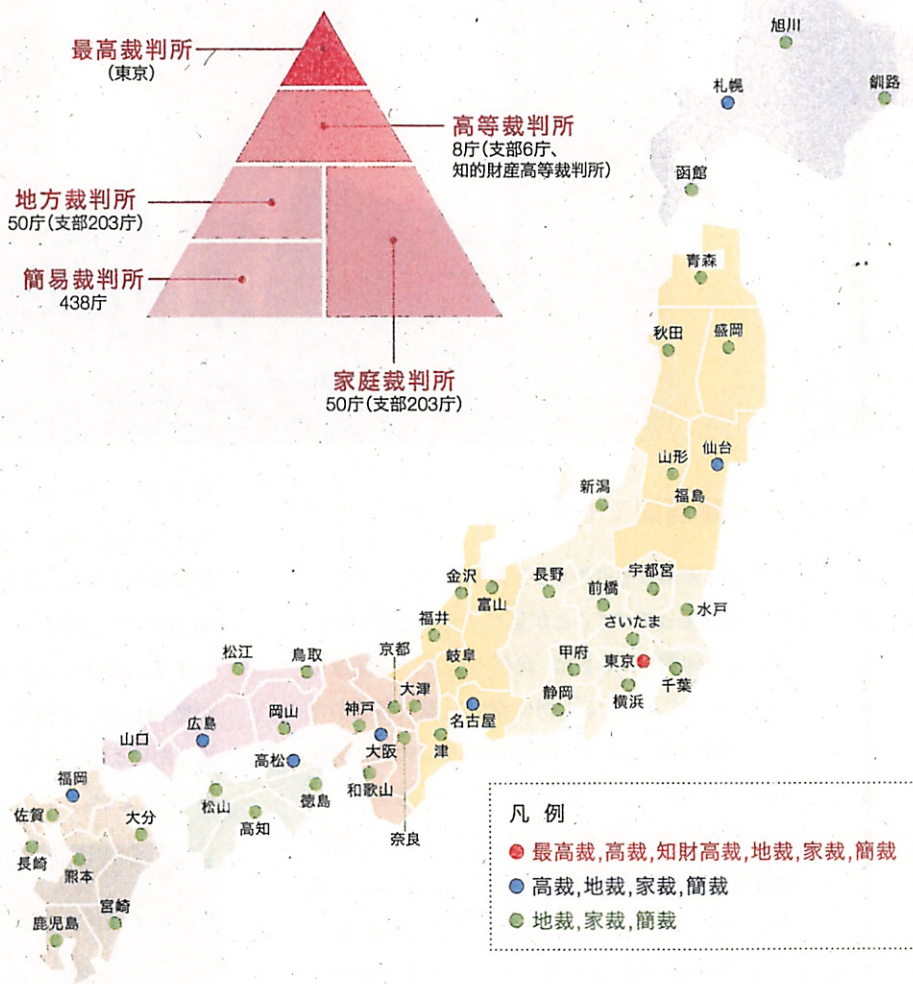 最高裁判所
(東京)
高等裁判所
8庁(支部6庁、
知的財産高等裁判所)
地方裁判所
50庁(支部203庁)
簡易裁判所
438庁
家庭裁判所
50庁(支部203庁)
旭川
札幌
釧路
函館
青森
秋田
盛岡
山形
仙台
新潟
福島
金沢
富山
長野
前橋
宇都宮
水戸
さいたま
福井
岐阜
甲府
東京
千葉
横浜
静岡
名古屋
京都
大津
津
松江
鳥取
神戸
岡山
広島
大阪
山口
高松
和歌山
奈良
福岡
松山
徳島
高知
佐賀
大分
長崎
熊本
宮崎
鹿児島
凡例
最高裁,高裁,知財高裁,地裁,家裁,簡裁
高裁,地裁,家裁,簡裁
地裁,家裁,簡裁